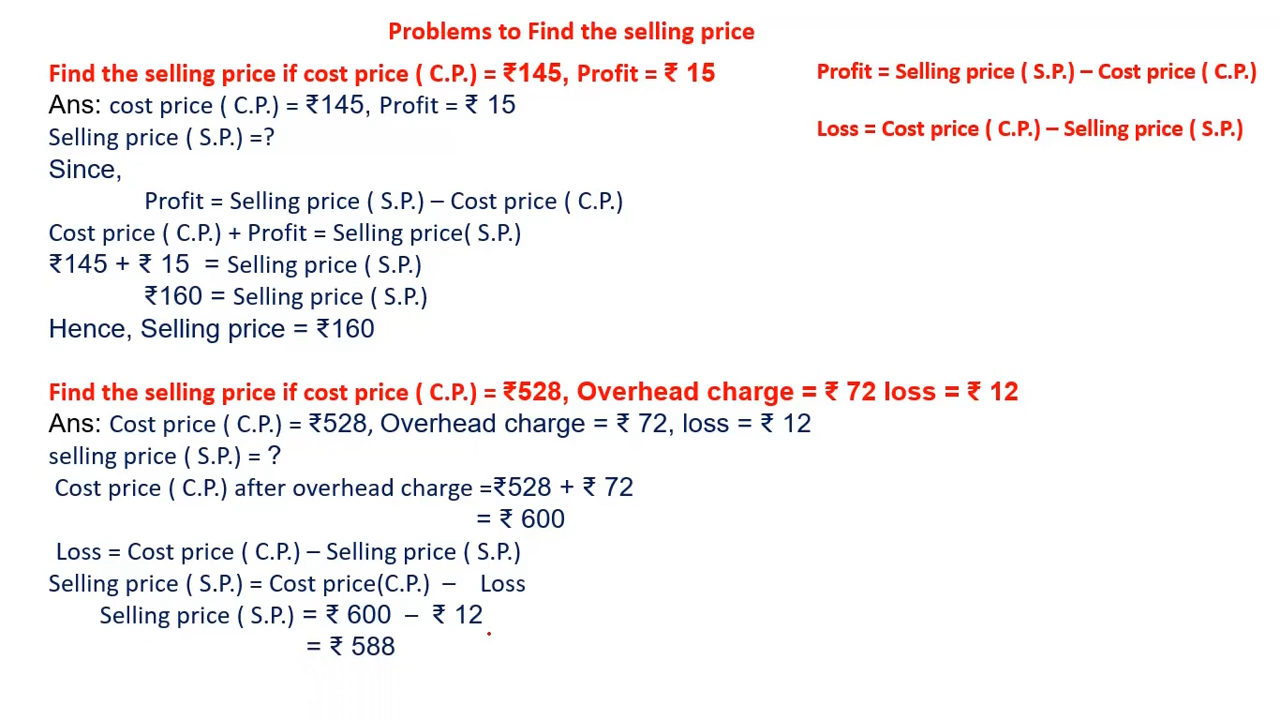 Problems to Find the selling price
Find the selling price if cost price ( C.P.) = ₹145, Profit = ₹ 15
Profit = Selling price ( S.P.) – Cost price ( C.P.)
Ans: cost price ( C.P.) = ₹145, Profit = ₹ 15
Loss = Cost price ( C.P.) – Selling price ( S.P.)
Selling price ( S.P.) =?
Since,
Profit = Selling price ( S.P.) – Cost price ( C.P.)
Cost price ( C.P.) + Profit = Selling price( S.P.)
₹145 + ₹ 15 = Selling price ( S.P.)
₹160 = Selling price ( S.P.)
Hence, Selling price = ₹160
Find the selling price if cost price ( C.P.) = ₹528, Overhead charge = ₹ 72 loss = ₹ 12
Ans: Cost price ( C.P.) = ₹528, Overhead charge = ₹ 72, loss = ₹ 12
selling price ( S.P.) = ?
Cost price ( C.P.) after overhead charge =₹528 + ₹ 72
= ₹ 600
Loss = Cost price ( C.P.) – Selling price ( S.P.)
Selling price ( S.P.) = Cost price(C.P.) – Loss
Selling price ( S.P.) = ₹ 600 – ₹ 12
= ₹ 588